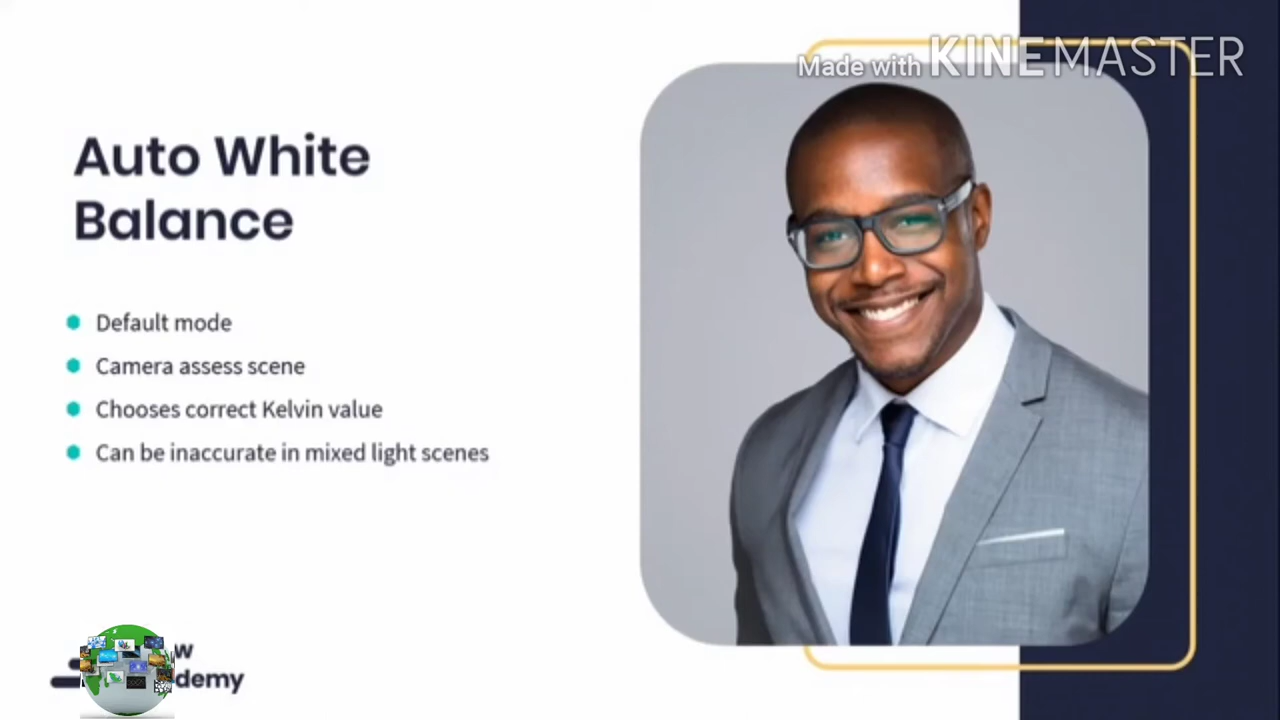 Made with KINEMASTER
Auto White
Balance
Default mode
Camera assess scene
Chooses correct Kelvin value
Can be inaccurate in mixed light scenes